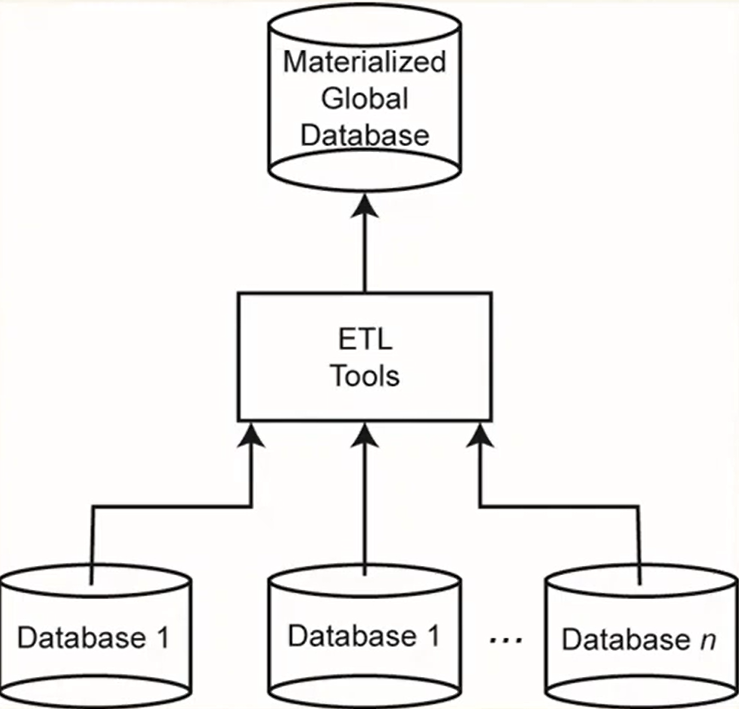 Materialized
Global
Database
ETL
Tools
Database 1
Database 1
...
Database n